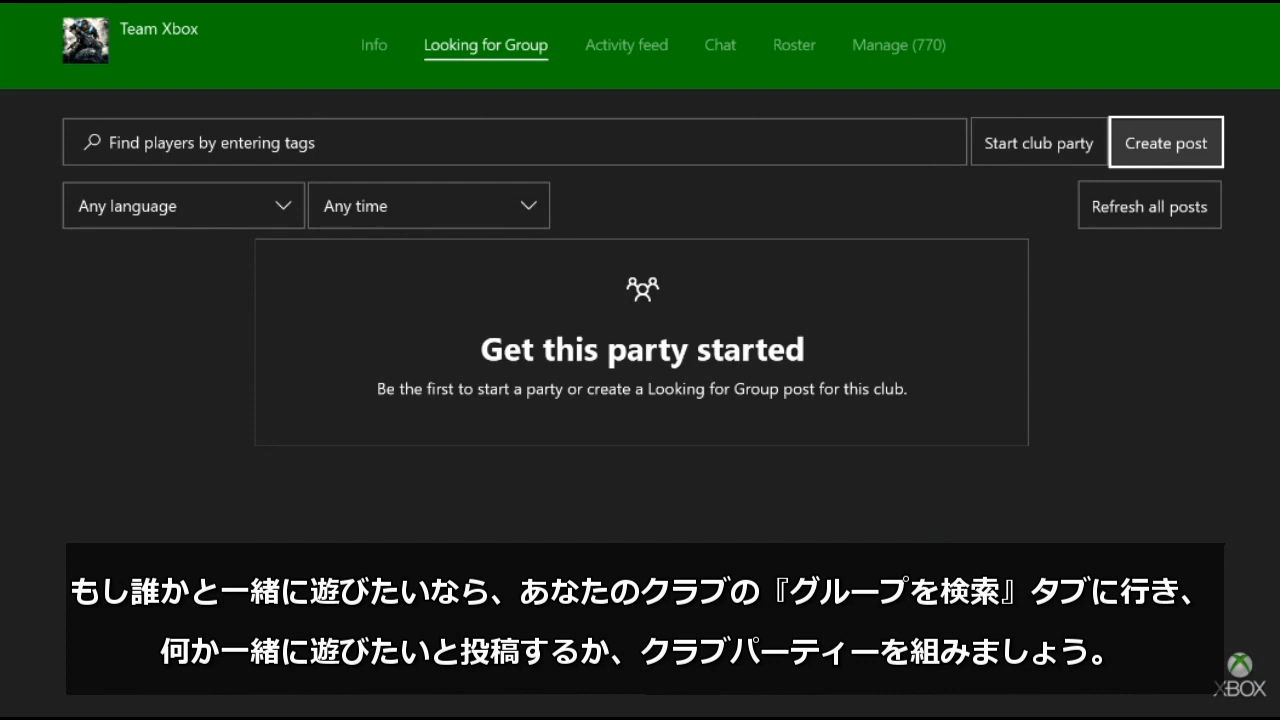 Team Xbox
Info Looking for Group Activity feed Chat Roster Manage (770)
Find players by entering tags Start club party Create post
Any language Any time Refresh all posts
Get this party started
Be the first to start a party or create a Looking for Group post for this club.
もし誰かと一緒に遊びたいなら、あなたのクラブの『グループを検索』タブに行き、
何か一緒に遊びたいと投稿するか、クラブパーティーを組みましょう。
XBOX